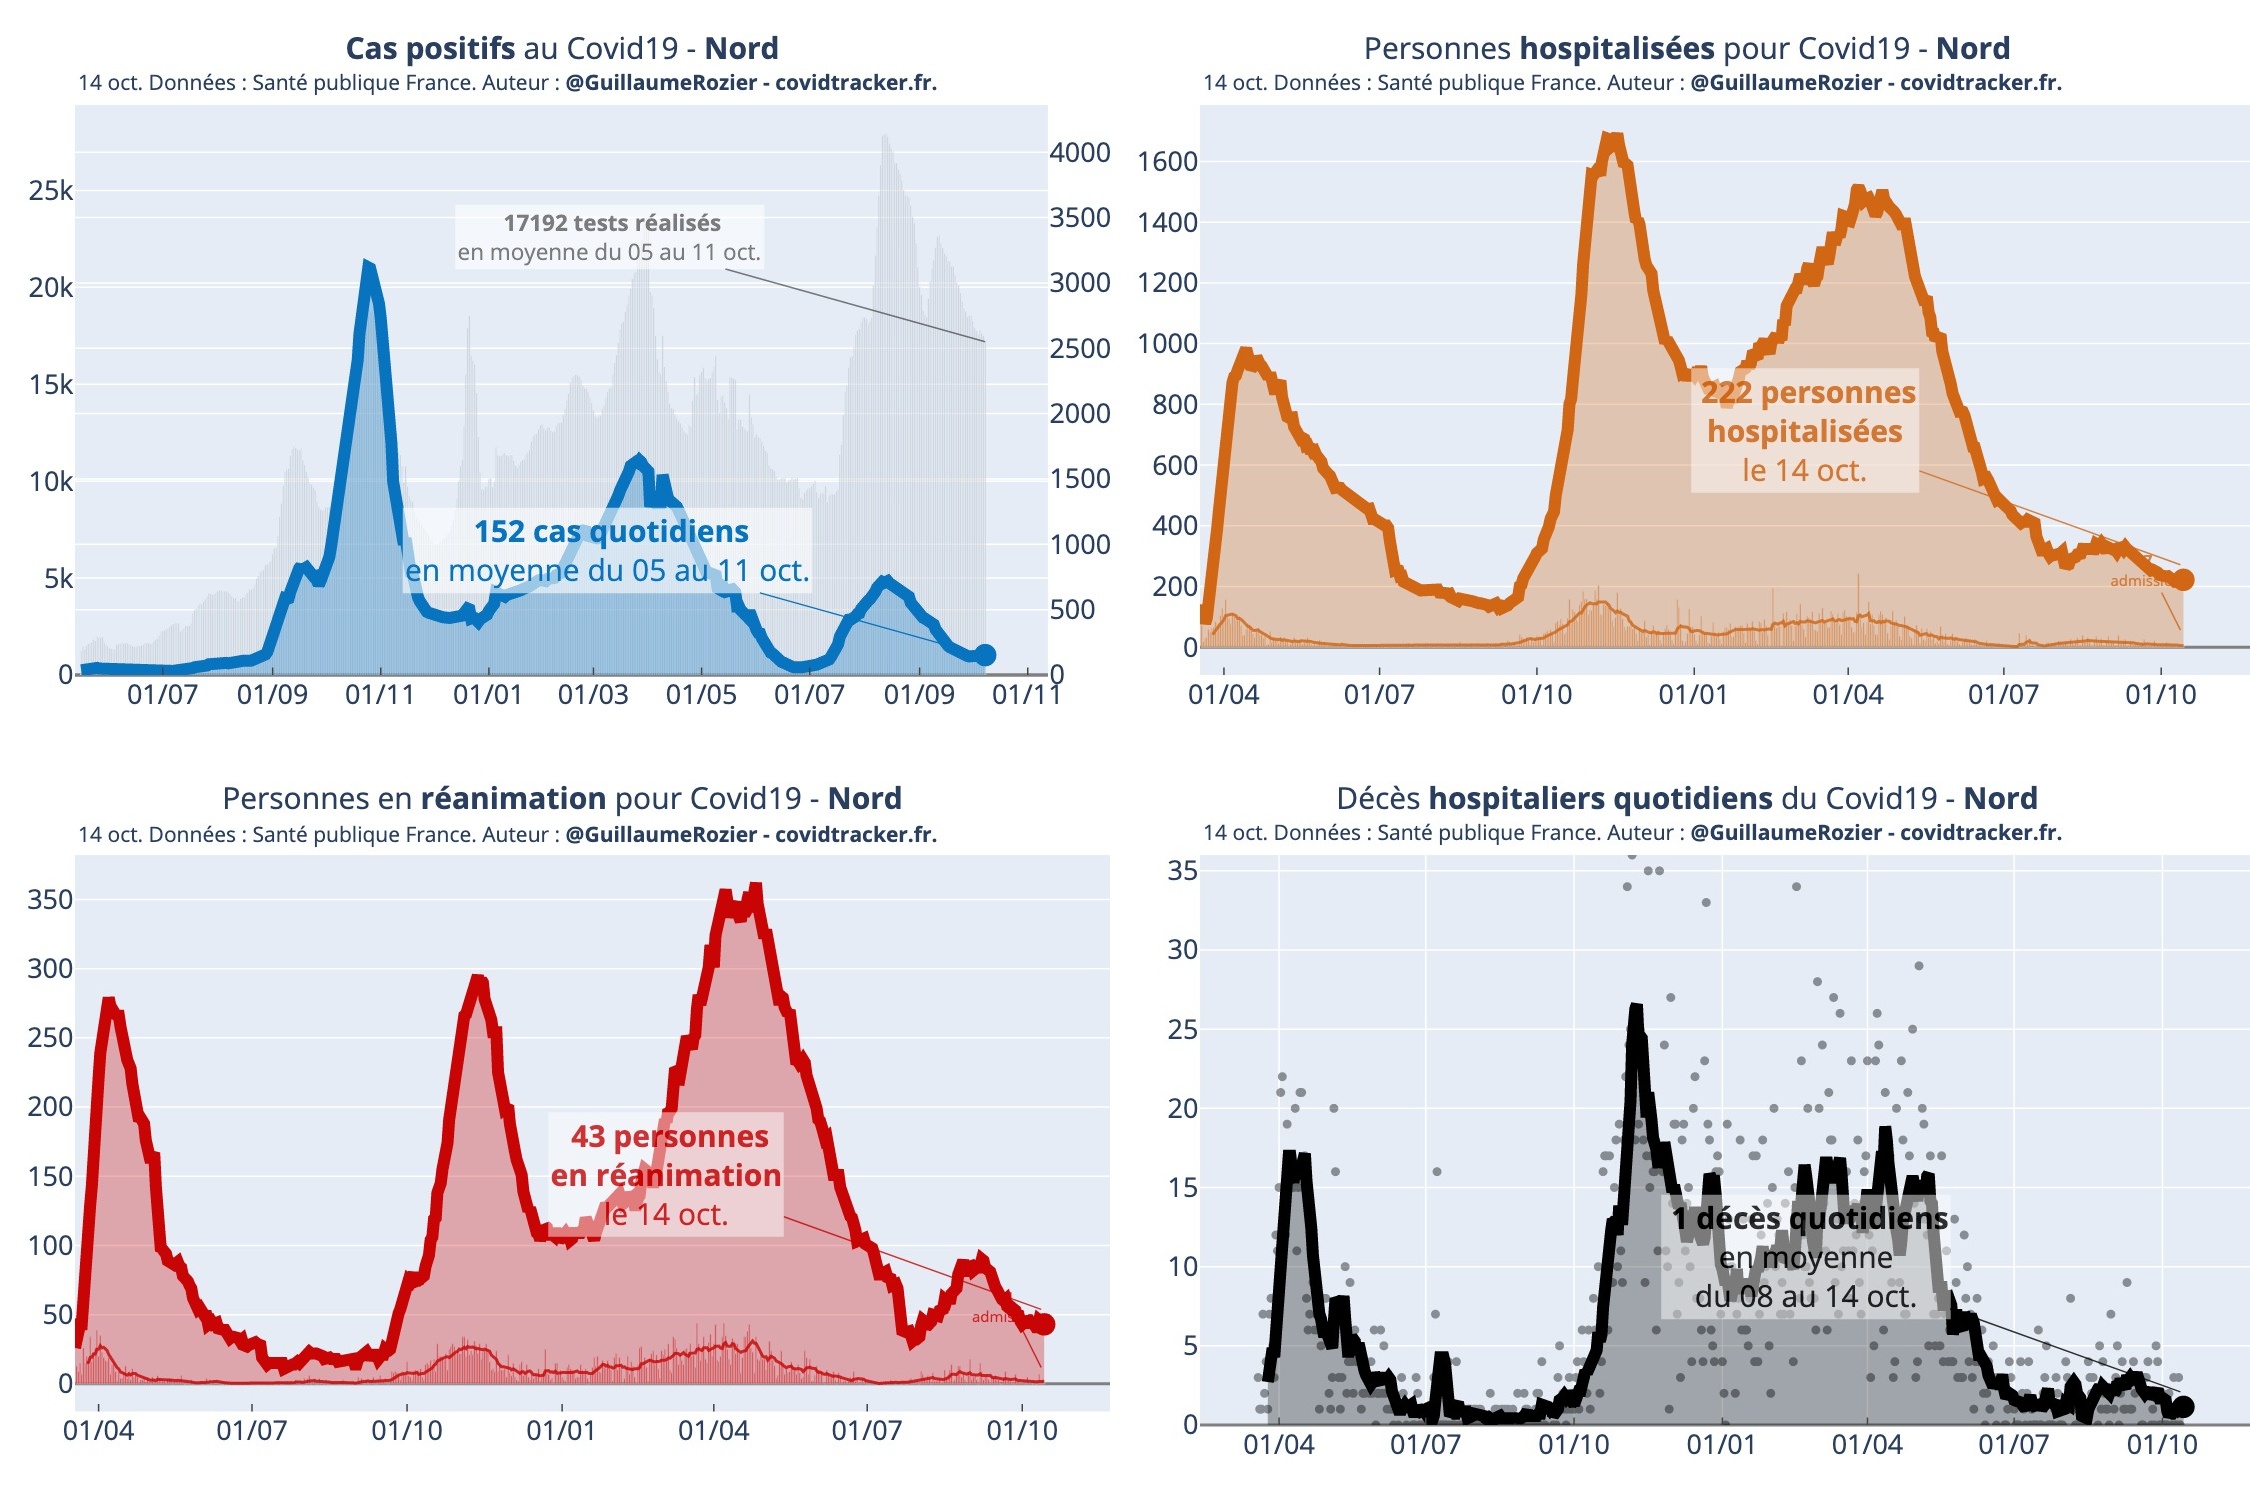 Cas positifs au Covid19 - Nord
14 oct. Données : Santé publique France. Auteur : @GuillaumeRozier - covidtracker.fr.
25k
20k
15k
10k
5k
0
4000
3500
3000
2500
2000
1500
1000
500
0
17192 tests réalisés
en moyenne du 05 au 11 oct.
152 cas quotidiens
en moyenne du 05 au 11 oct.
01/07 01/09 01/11 01/01 01/03 01/05 01/07 01/09 01/11
Personnes hospitalisées pour Covid19 - Nord
14 oct. Données : Santé publique France. Auteur : @GuillaumeRozier - covidtracker.fr.
1600
1400
1200
1000
800
600
400
200
0
222 personnes
hospitalisées
le 14 oct.
01/04 01/07 01/10 01/01 01/04 01/07 01/10
Personnes en réanimation pour Covid19 - Nord
14 oct. Données : Santé publique France. Auteur : @GuillaumeRozier - covidtracker.fr.
350
300
250
200
150
100
50
0
43 personnes
en réanimation
le 14 oct.
01/04 01/07 01/10 01/01 01/04 01/07 01/10
Décès hospitaliers quotidiens du Covid19 - Nord
14 oct. Données : Santé publique France. Auteur : @GuillaumeRozier - covidtracker.fr.
35
30
25
20
15
10
5
0
1 décès quotidiens
en moyenne
du 08 au 14 oct.
01/04 01/07 01/10 01/01 01/04 01/07 01/10